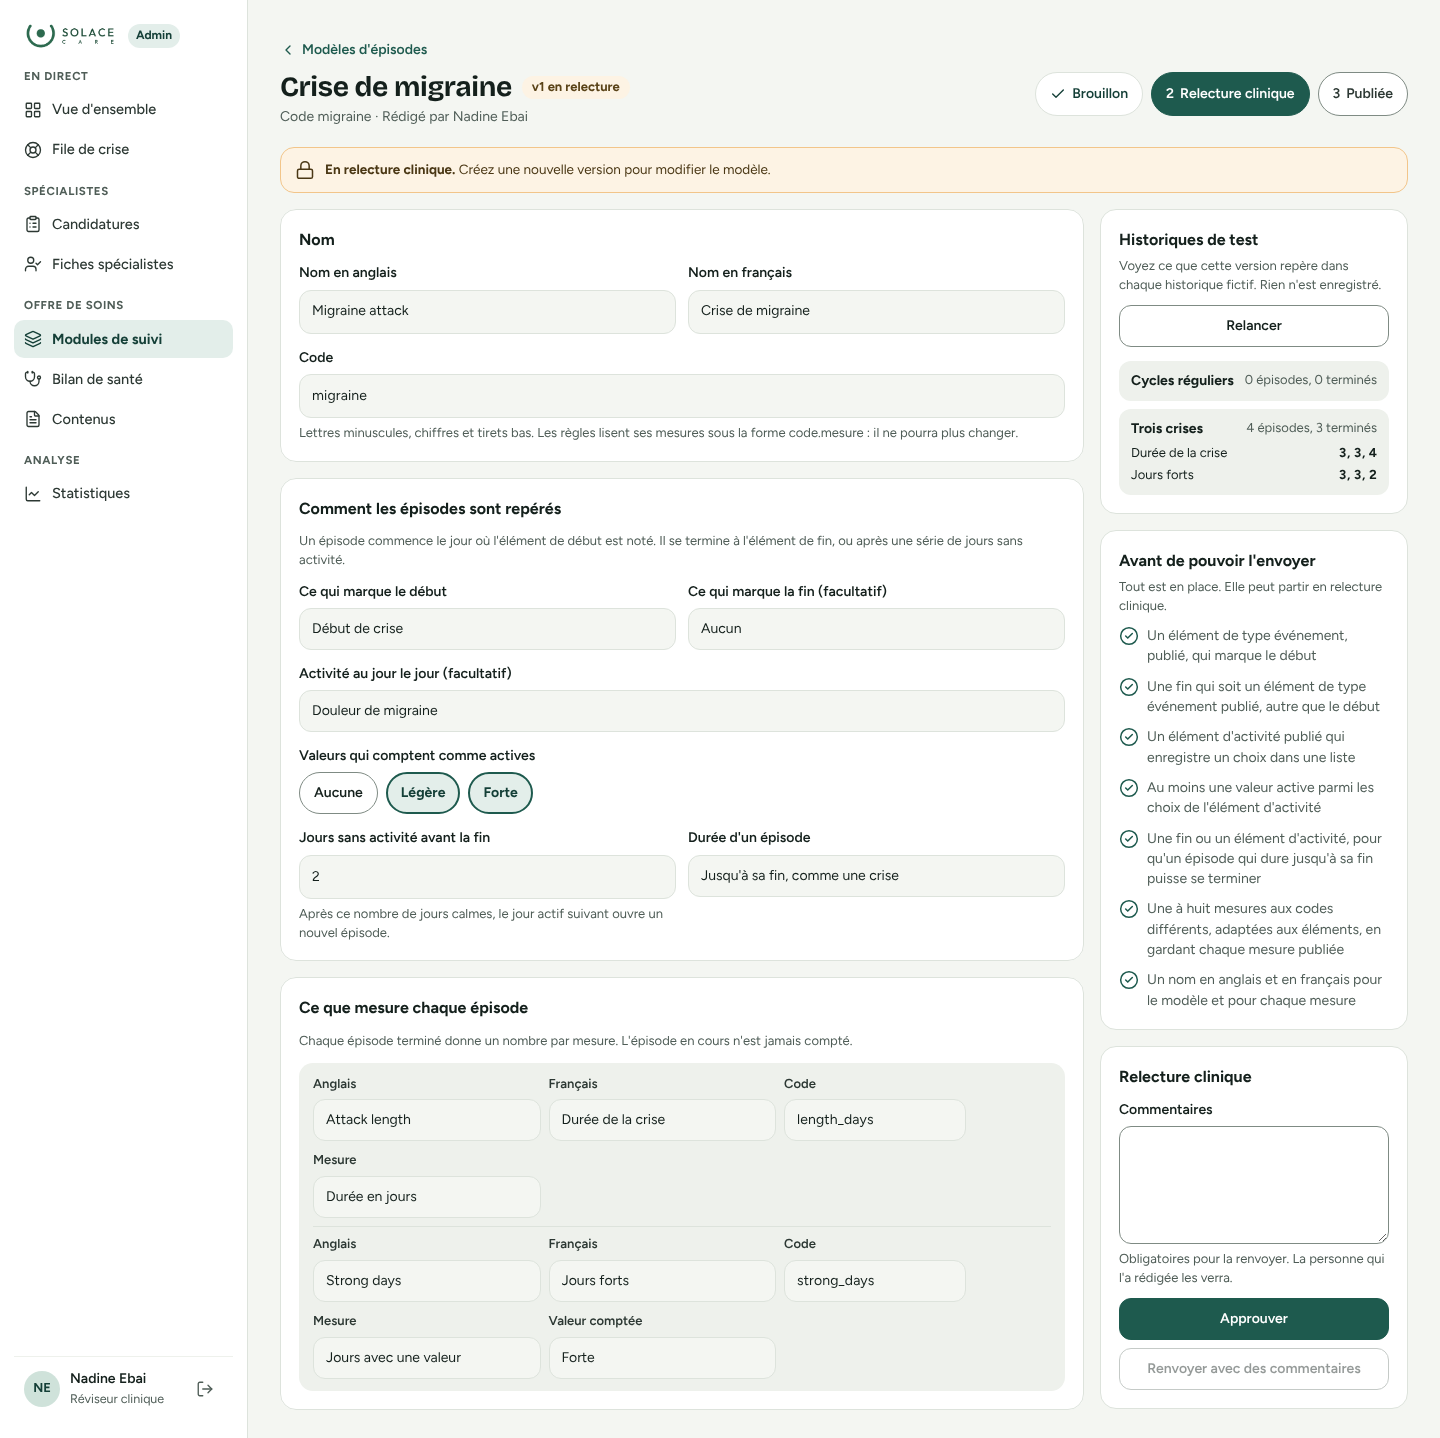 SOLACE
CARE
Admin
EN DIRECT
Vue d'ensemble
File de crise
SPÉCIALISTES
Candidatures
Fiches spécialistes
OFFRE DE SOINS
Modules de suivi
Bilan de santé
Contenus
ANALYSE
Statistiques
NE
Nadine Ebai
Réviseur clinique
Modèles d'épisodes
Crise de migraine
v1 en relecture
Code migraine · Rédigé par Nadine Ebai
Brouillon
2 Relecture clinique
3 Publiée
En relecture clinique. Créez une nouvelle version pour modifier le modèle.
Nom
Nom en anglais
Nom en français
Migraine attack
Crise de migraine
Code
migraine
Lettres minuscules, chiffres et tirets bas. Les règles lisent ses mesures sous la forme code.mesure : il ne pourra plus changer.
Comment les épisodes sont repérés
Un épisode commence le jour où l'élément de début est noté. Il se termine à l'élément de fin, ou après une série de jours sans
activité.
Ce qui marque le début
Ce qui marque la fin (facultatif)
Début de crise
Aucun
Activité au jour le jour (facultatif)
Douleur de migraine
Valeurs qui comptent comme actives
Aucune
Légère
Forte
Jours sans activité avant la fin
Durée d'un épisode
2
Jusqu'à sa fin, comme une crise
Après ce nombre de jours calmes, le jour actif suivant ouvre un
nouvel épisode.
Ce que mesure chaque épisode
Chaque épisode terminé donne un nombre par mesure. L'épisode en cours n'est jamais compté.
Anglais
Français
Code
Attack length
Durée de la crise
length_days
Mesure
Durée en jours
Anglais
Français
Code
Strong days
Jours forts
strong_days
Mesure
Valeur comptée
Jours avec une valeur
Forte
Historiques de test
Voyez ce que cette version repère dans
chaque historique fictif. Rien n'est enregistré.
Relancer
Cycles réguliers
0 épisodes, 0 terminés
Trois crises
4 épisodes, 3 terminés
Durée de la crise
3, 3, 4
Jours forts
3, 3, 2
Avant de pouvoir l'envoyer
Tout est en place. Elle peut partir en relecture
clinique.
Un élément de type événement,
publié, qui marque le début
Une fin qui soit un élément de type
événement publié, autre que le début
Un élément d'activité publié qui
enregistre un choix dans une liste
Au moins une valeur active parmi les
choix de l'élément d'activité
Une fin ou un élément d'activité, pour
qu'un épisode qui dure jusqu'à sa fin
puisse se terminer
Une à huit mesures aux codes
différents, adaptées aux éléments, en
gardant chaque mesure publiée
Un nom en anglais et en français pour
le modèle et pour chaque mesure
Relecture clinique
Commentaires
Obligatoires pour la renvoyer. La personne qui
l'a rédigée les verra.
Approuver
Renvoyer avec des commentaires